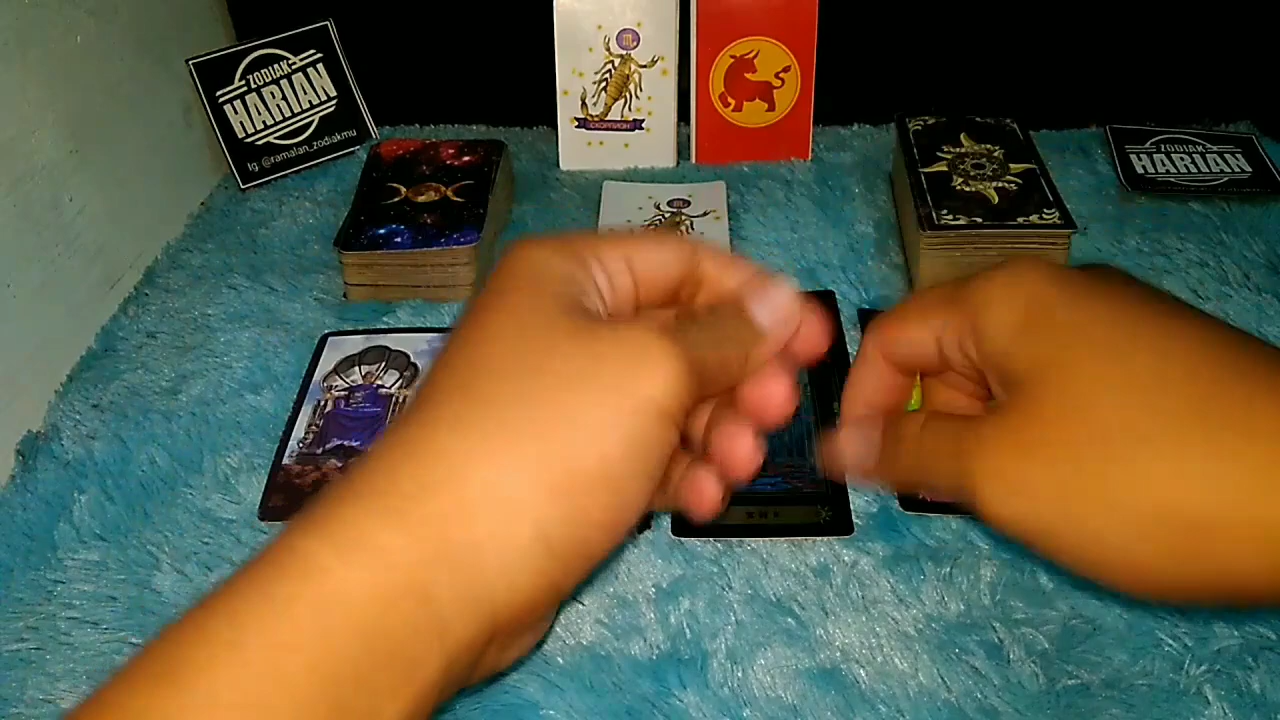 ZODIAK
HARIAN
Ig @ramalan_zodiakmu
СКОРПИОН
ZODIAK
HARIAN